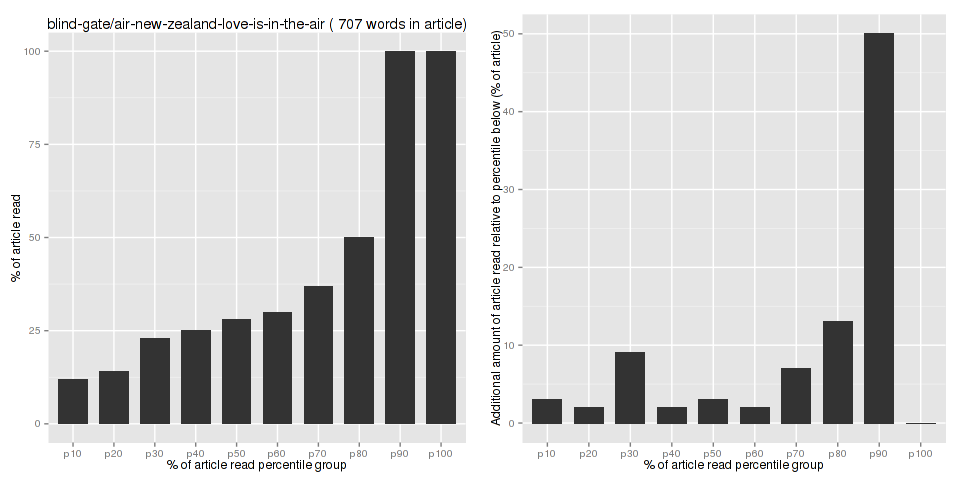 blind-gate/air-new-zealand-love-is-in-the-air ( 707 words in article)
% of article read
100
75
50
25
0
p10 p20 p30 p40 p50 p60 p70 p80 p90 p100
% of article read percentile group
Additional amount of article read relative to percentile below (% of article)
50
40
30
20
10
0
p10 p20 p30 p40 p50 p60 p70 p80 p90 p100
% of article read percentile group